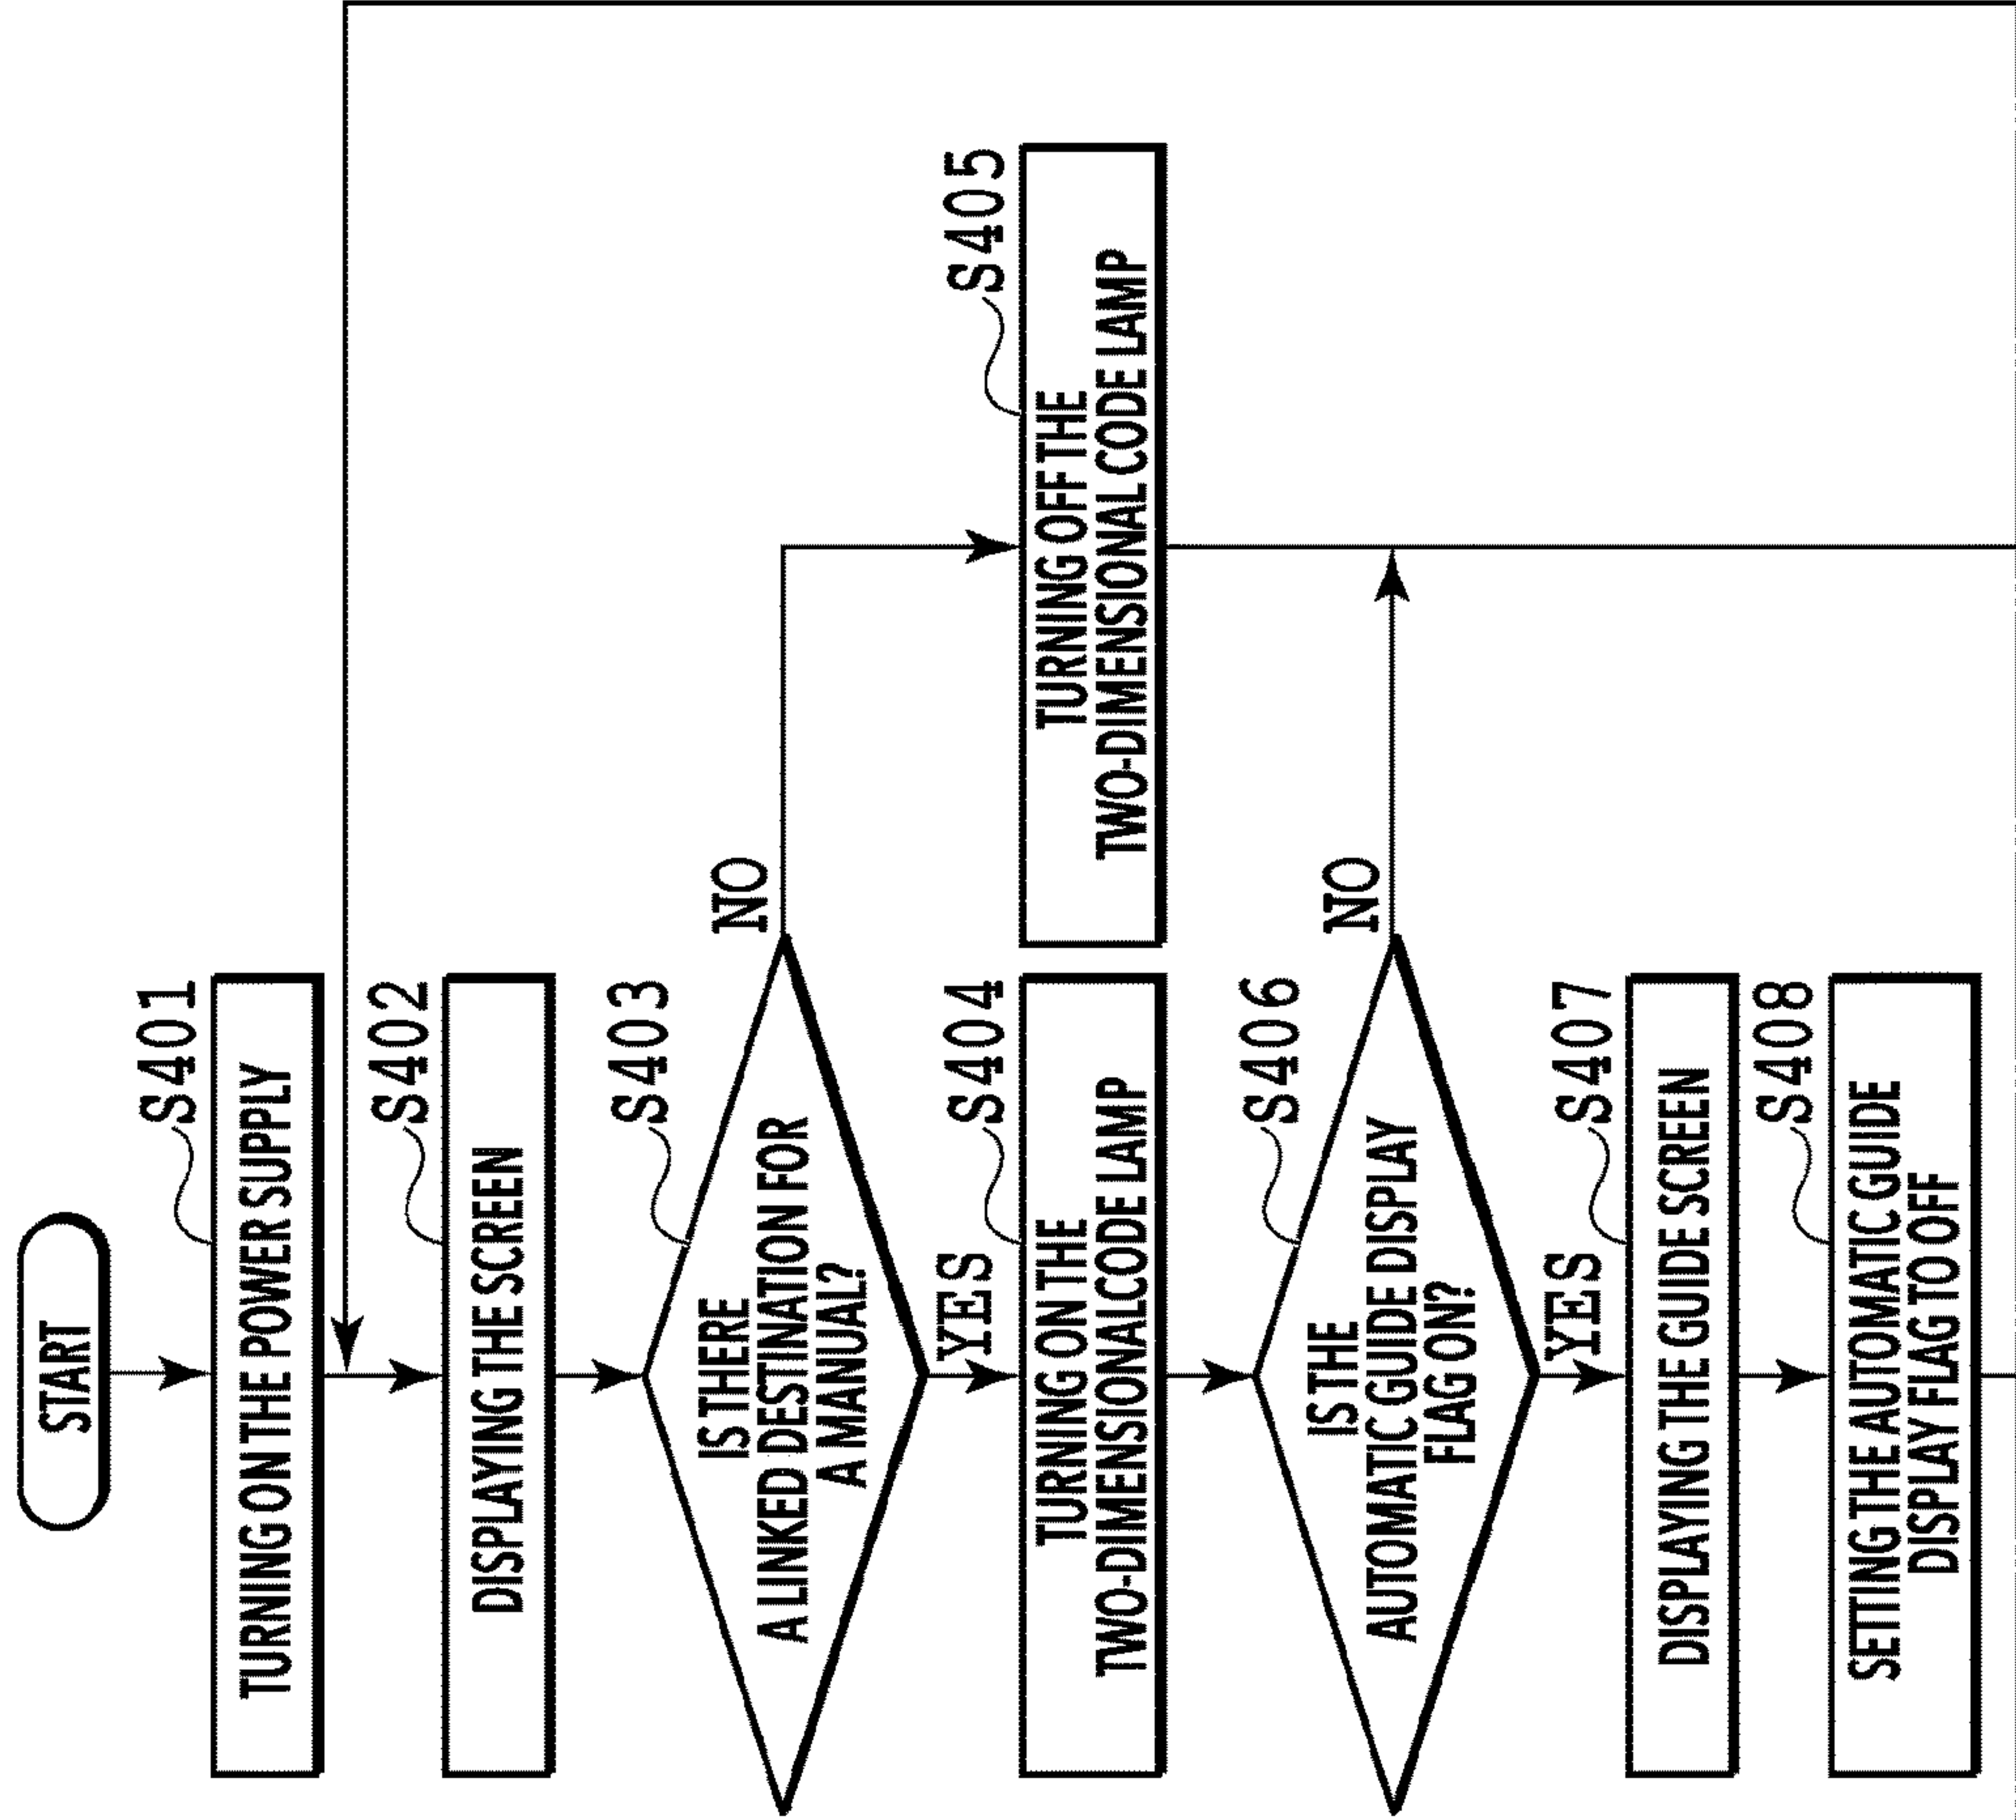 START
S401
TURNING ON THE POWER SUPPLY
S402
DISPLAYING THE SCREEN
S403
IS THERE
A LINKED DESTINATION FOR
A MANUAL?
NO
YES
S404
TURNING ON THE
TWO-DIMENSIONALCODE LAMP
S405
TURNING OFF THE
TWO-DIMENSIONAL CODE LAMP
S406
IS THE
AUTOMATIC GUIDE DISPLAY
FLAG ON?
NO
YES
S407
DISPLAYING THE GUIDE SCREEN
S408
SETTING THE AUTOMATIC GUIDE
DISPLAY FLAG TO OFF